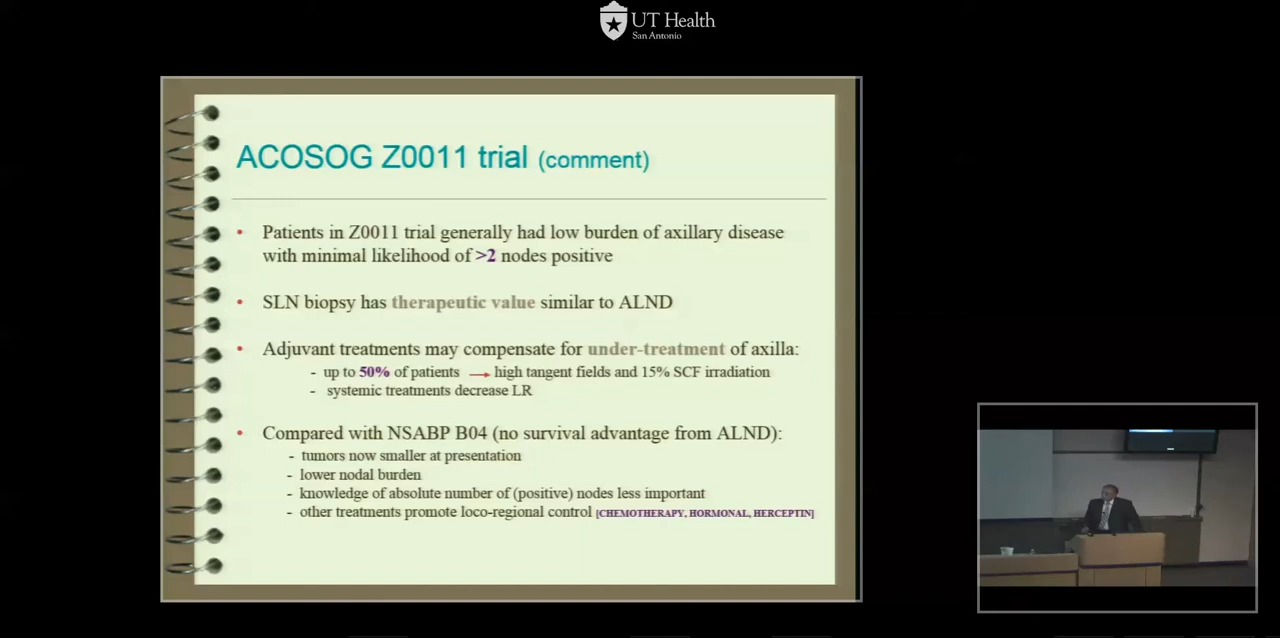 UT Health
San Antonio
ACOSOG Z0011 trial (comment)
• Patients in Z0011 trial generally had low burden of axillary disease
with minimal likelihood of >2 nodes positive
• SLN biopsy has therapeutic value similar to ALND
• Adjuvant treatments may compensate for under-treatment of axilla:
- up to 50% of patients → high tangent fields and 15% SCF irradiation
- systemic treatments decrease LR
• Compared with NSABP B04 (no survival advantage from ALND):
- tumors now smaller at presentation
- lower nodal burden
- knowledge of absolute number of (positive) nodes less important
- other treatments promote loco-regional control [CHEMOTHERAPY, HORMONAL, HERCEPTIN]